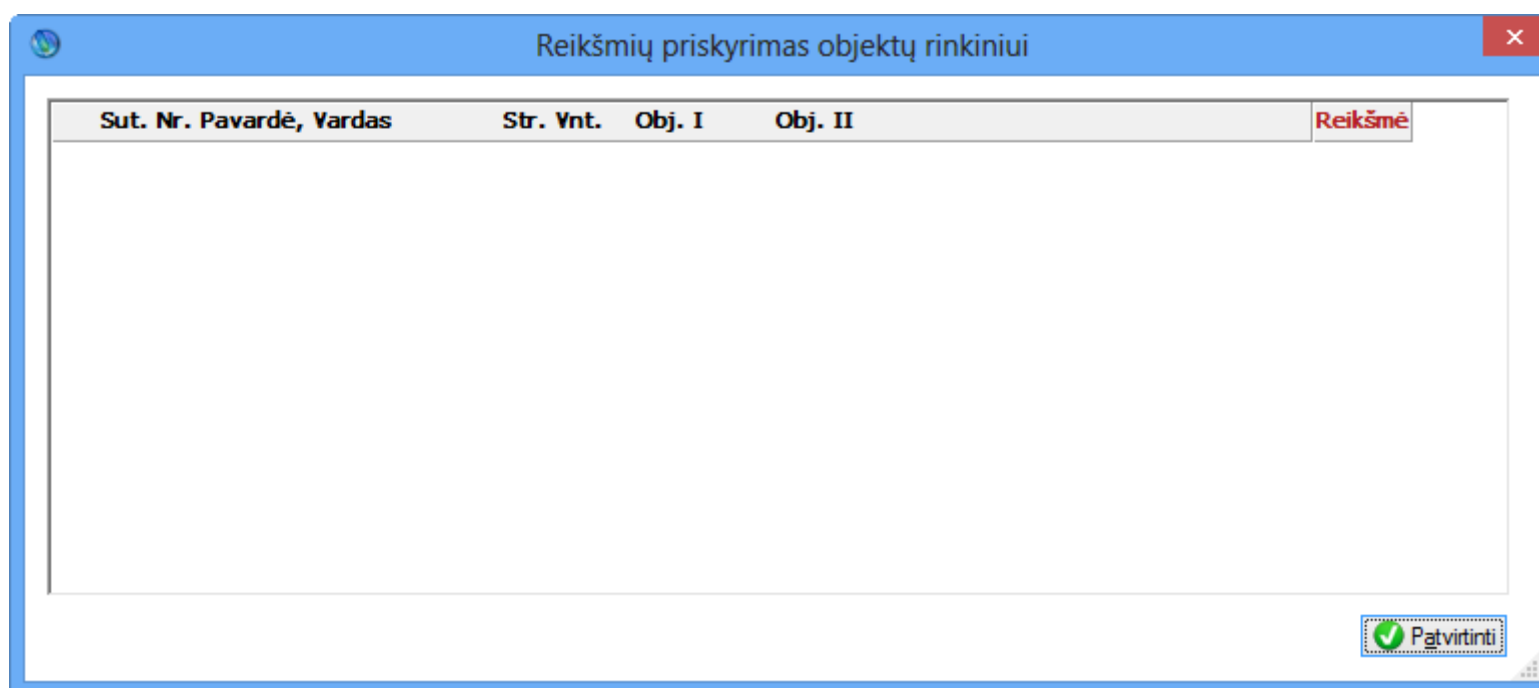 Reikšmių priskyrimas objektų rinkiniui
Sut. Nr. Pavardė, Vardas Str. Vnt. Obj. I Obj. II Reikšmė
Patvirtinti